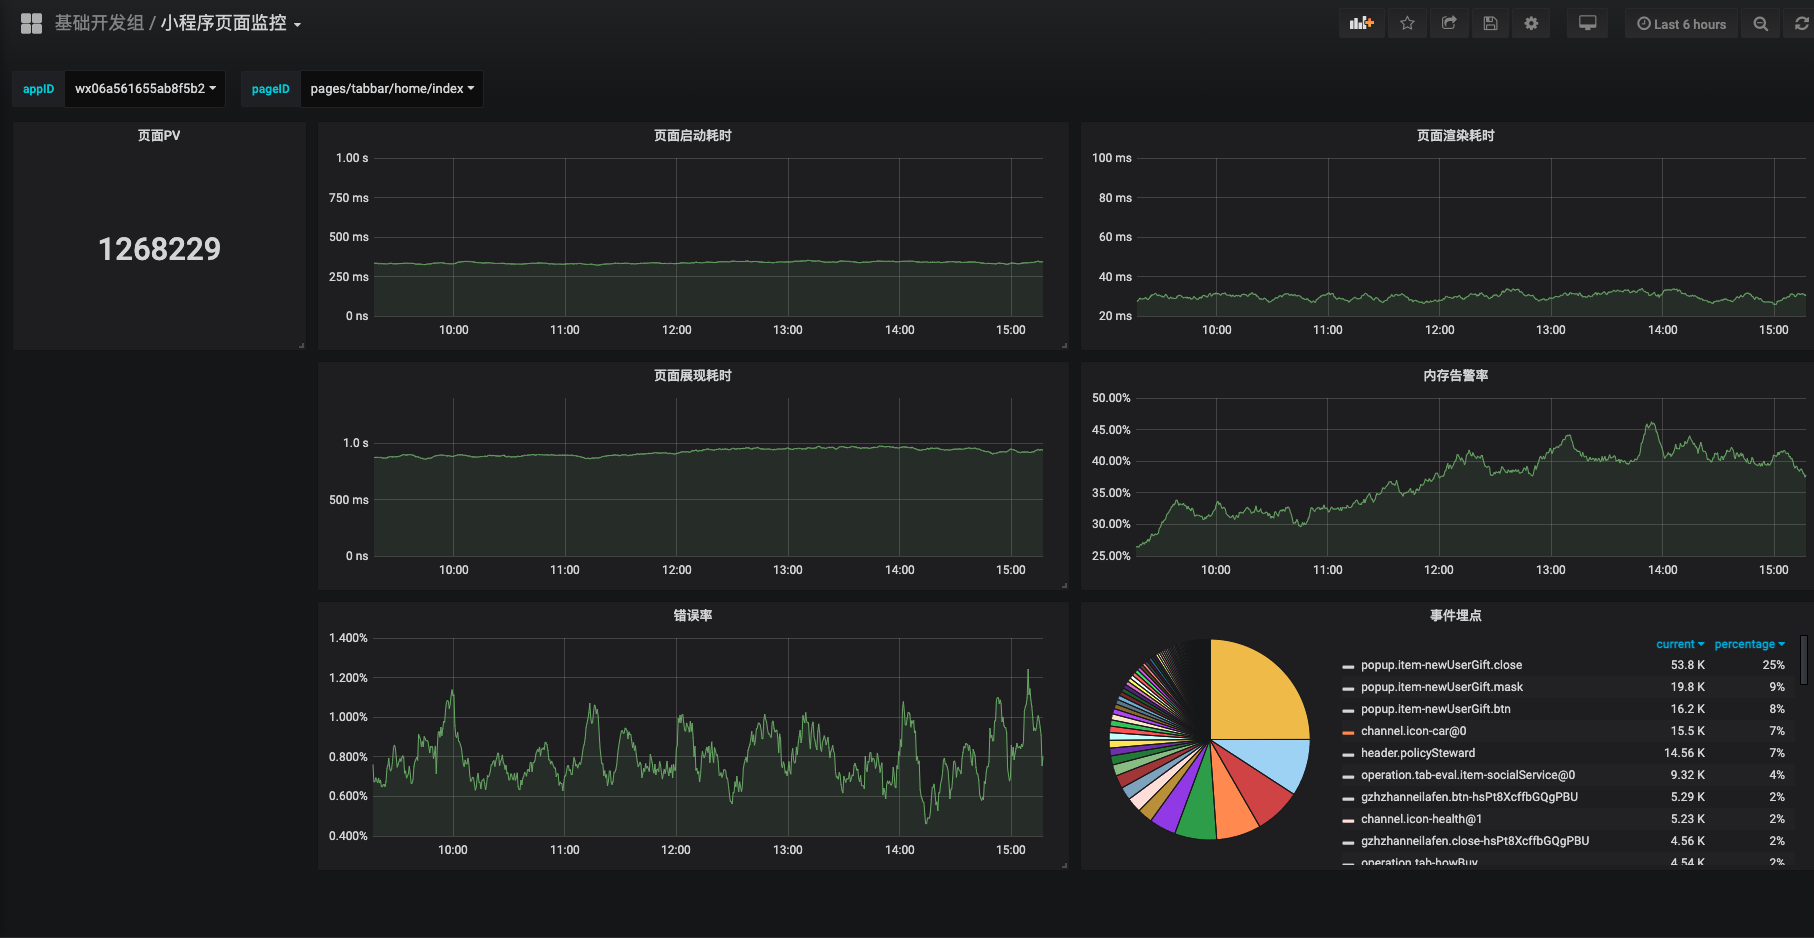 基础开发组 / 小程序页面监控
Last 6 hours
appID wx06a561655ab8f5b2 pageID pages/tabbar/home/index
页面PV
1268229
页面启动耗时
1.00 s
750 ms
500 ms
250 ms
0 ns
10:00 11:00 12:00 13:00 14:00 15:00
页面渲染耗时
100 ms
80 ms
60 ms
40 ms
20 ms
10:00 11:00 12:00 13:00 14:00 15:00
页面展现耗时
1.0 s
500 ms
0 ns
10:00 11:00 12:00 13:00 14:00 15:00
内存告警率
50.00%
45.00%
40.00%
35.00%
30.00%
25.00%
10:00 11:00 12:00 13:00 14:00 15:00
错误率
1.400%
1.200%
1.000%
0.800%
0.600%
0.400%
10:00 11:00 12:00 13:00 14:00 15:00
事件埋点
current percentage
popup.item-newUserGift.close 53.8 K 25%
popup.item-newUserGift.mask 19.8 K 9%
popup.item-newUserGift.btn 16.2 K 8%
channel.icon-car@0 15.5 K 7%
header.policySteward 14.56 K 7%
operation.tab-eval.item-socialService@0 9.32 K 4%
gzhzhanneilafen.btn-hsPt8XcffbGQgPBU 5.29 K 2%
channel.icon-health@1 5.23 K 2%
gzhzhanneilafen.close-hsPt8XcffbGQgPBU 4.56 K 2%
operation.tab-howBuy 4.54 K 2%